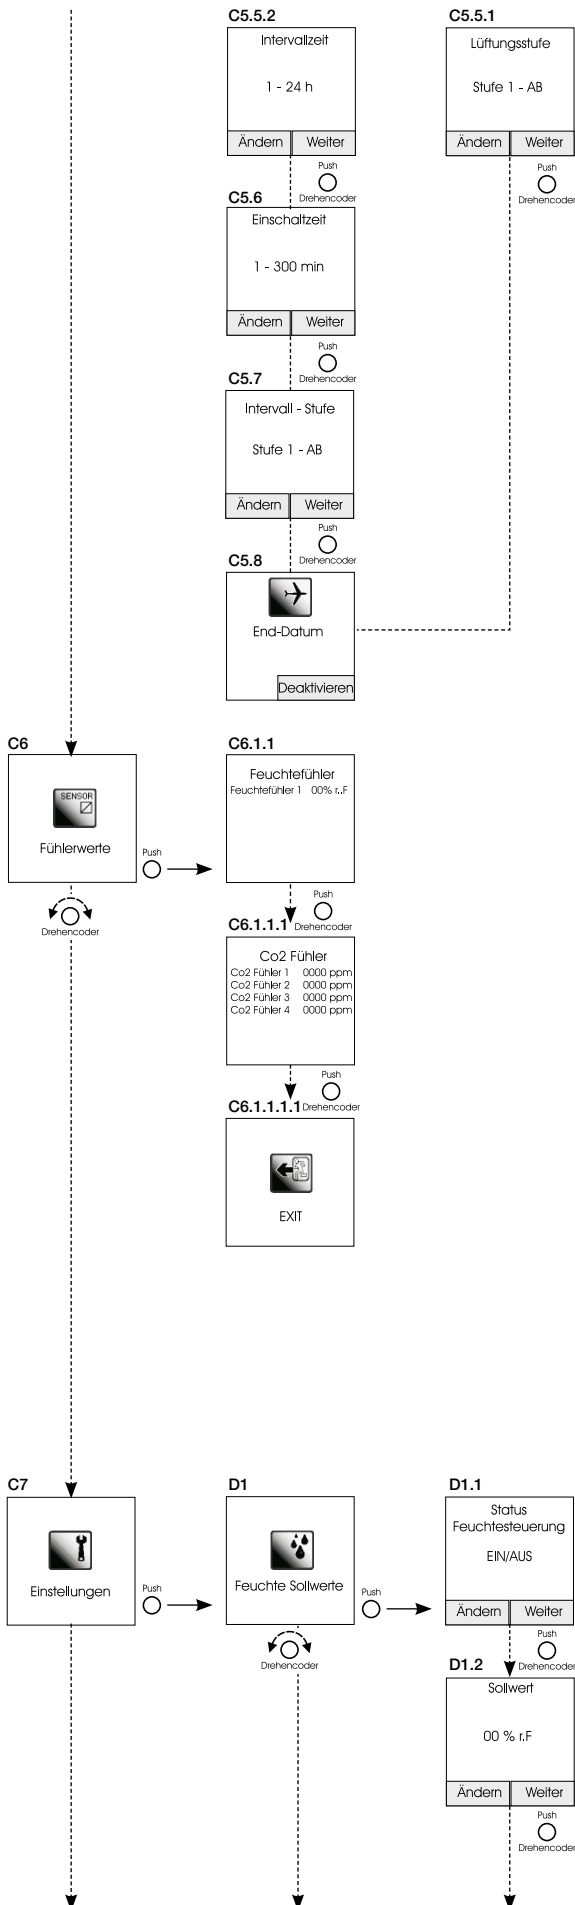 C5.5.2
Intervallzeit
1 - 24 h
Ändern Weiter
Push
Drehencoder
C5.5.1
Lüftungsstufe
Stufe 1 - AB
Ändern Weiter
Push
Drehencoder
C5.6
Einschaltzeit
1 - 300 min
Ändern Weiter
Push
Drehencoder
C5.7
Intervall - Stufe
Stufe 1 - AB
Ändern Weiter
Push
Drehencoder
C5.8
End-Datum
Deaktivieren
C6
SENSOR
Fühlerwerte
Push
Drehencoder
C6.1.1
Feuchtefühler
Feuchtefühler 1 00% r..F
Push
Drehencoder
C6.1.1.1
Co2 Fühler
Co2 Fühler 1 0000 ppm
Co2 Fühler 2 0000 ppm
Co2 Fühler 3 0000 ppm
Co2 Fühler 4 0000 ppm
Push
Drehencoder
C6.1.1.1.1
EXIT
C7
Einstellungen
Push
D1
Feuchte Sollwerte
Push
Drehencoder
D1.1
Status
Feuchtesteuerung
EIN/AUS
Ändern Weiter
Push
Drehencoder
D1.2
Sollwert
00 % r.F
Ändern Weiter
Push
Drehencoder